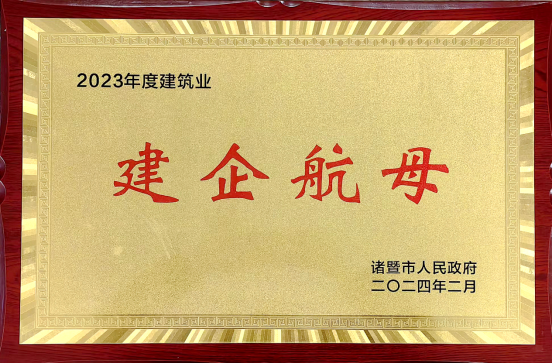 2023年度建筑业
建企航母
诸暨市人民政府
二〇二四年二月